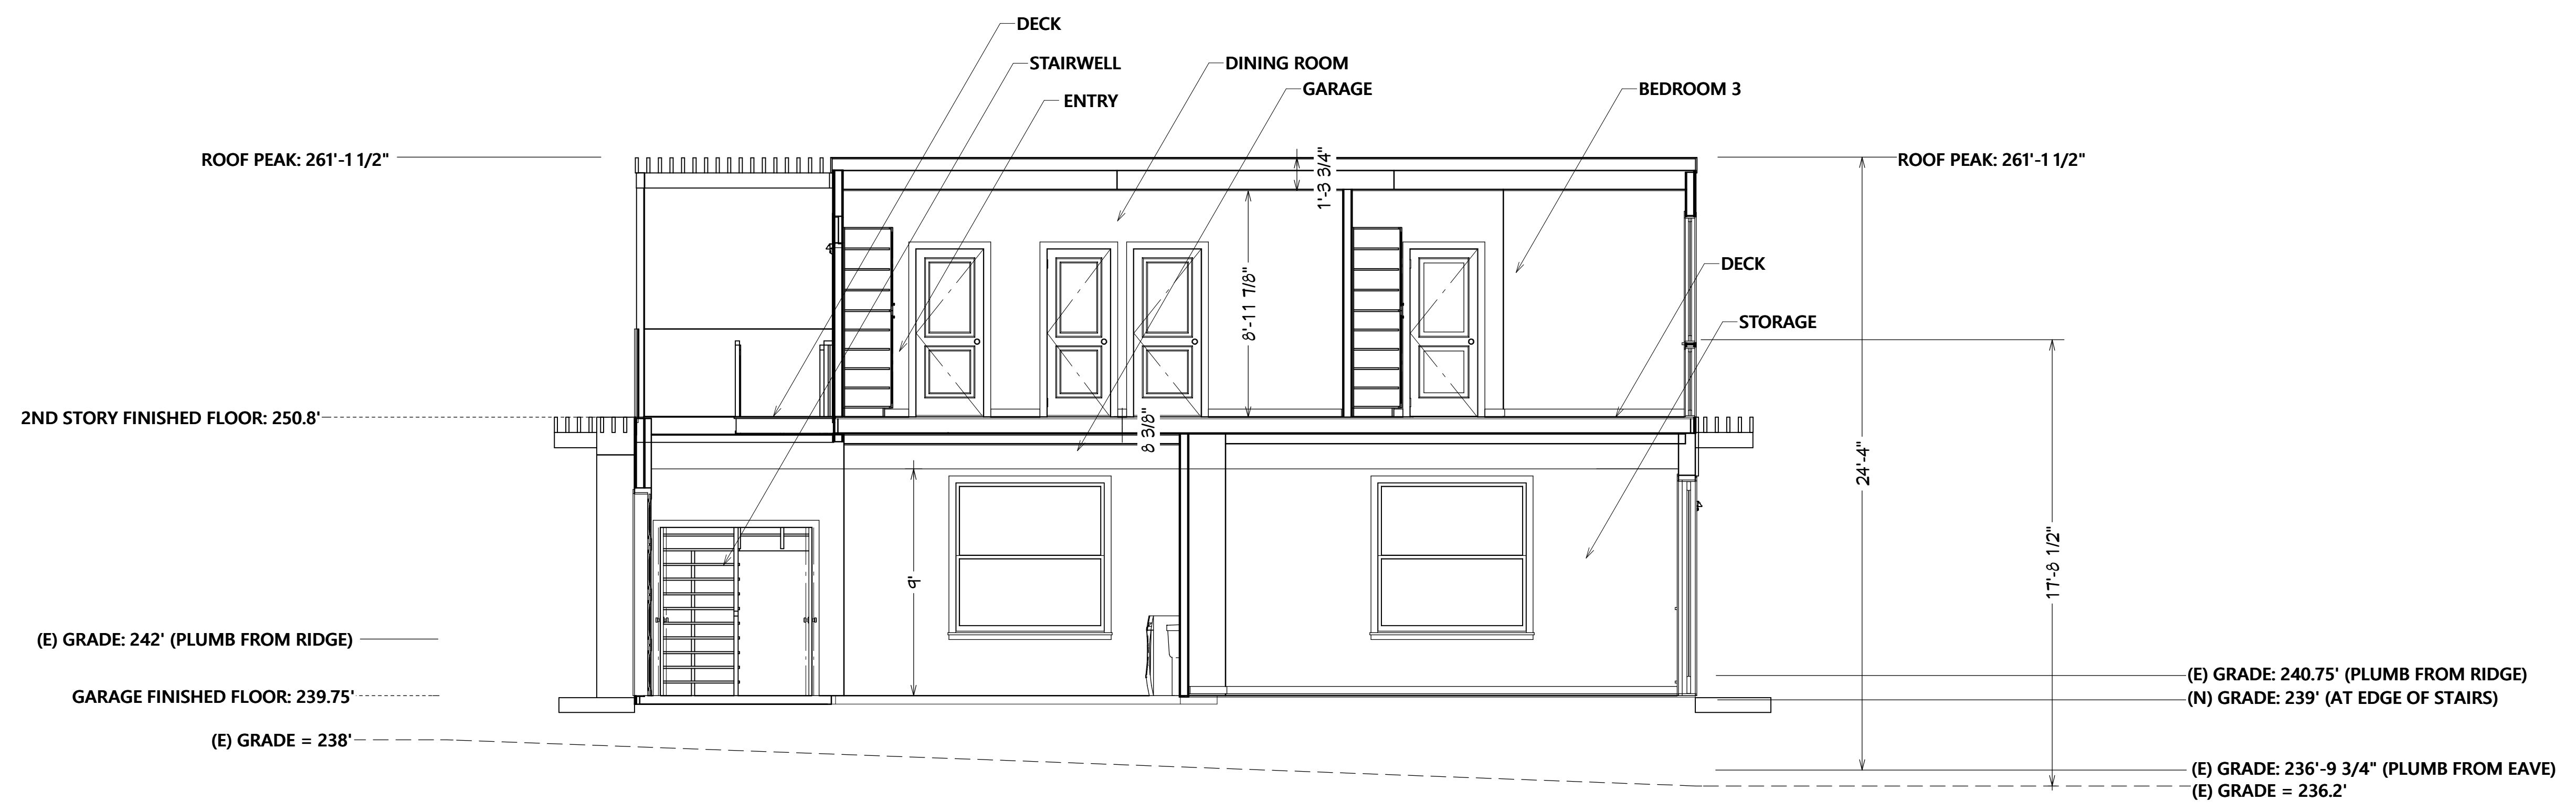 DECK
STAIRWELL
DINING ROOM
GARAGE
BEDROOM 3
ENTRY
ROOF PEAK: 261'-1 1/2"
1'-3 3/4"
ROOF PEAK: 261'-1 1/2"
DECK
8'-11 7/8"
STORAGE
2ND STORY FINISHED FLOOR: 250.8'
8 3/8"
24'-4"
9'
17'-8 1/2"
(E) GRADE: 242' (PLUMB FROM RIDGE)
(E) GRADE: 240.75' (PLUMB FROM RIDGE)
GARAGE FINISHED FLOOR: 239.75'
(N) GRADE: 239' (AT EDGE OF STAIRS)
(E) GRADE = 238'
(E) GRADE: 236'-9 3/4" (PLUMB FROM EAVE)
(E) GRADE = 236.2'